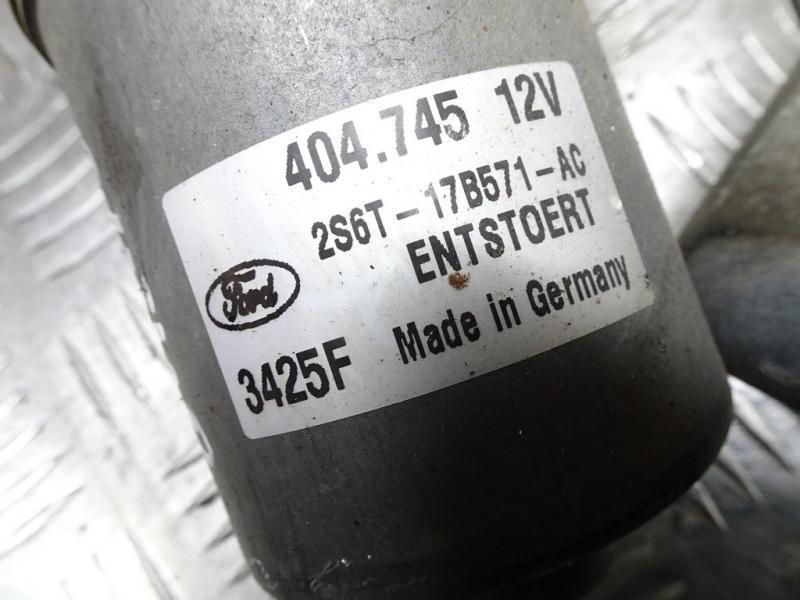 404.745 12V
2S6T-17B571-AC
ENTSTOERT
Ford
3425F Made in Germany